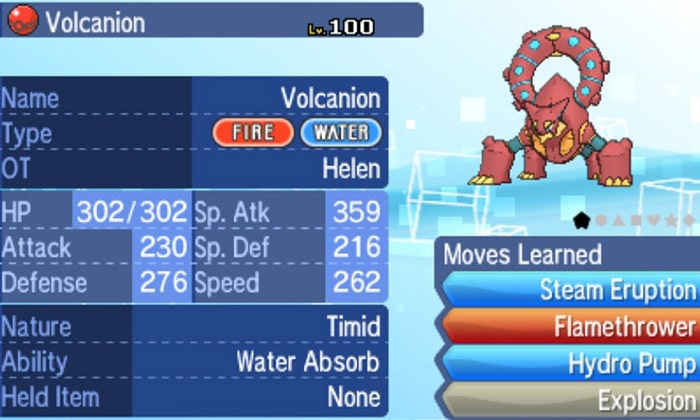 Volcanion Lv.100
Name Volcanion
Type FIRE WATER
OT Helen
HP 302/302 Sp. Atk 359
Attack 230 Sp. Def 216
Defense 276 Speed 262
Nature Timid
Ability Water Absorb
Held Item None
Moves Learned
Steam Eruption
Flamethrower
Hydro Pump
Explosion